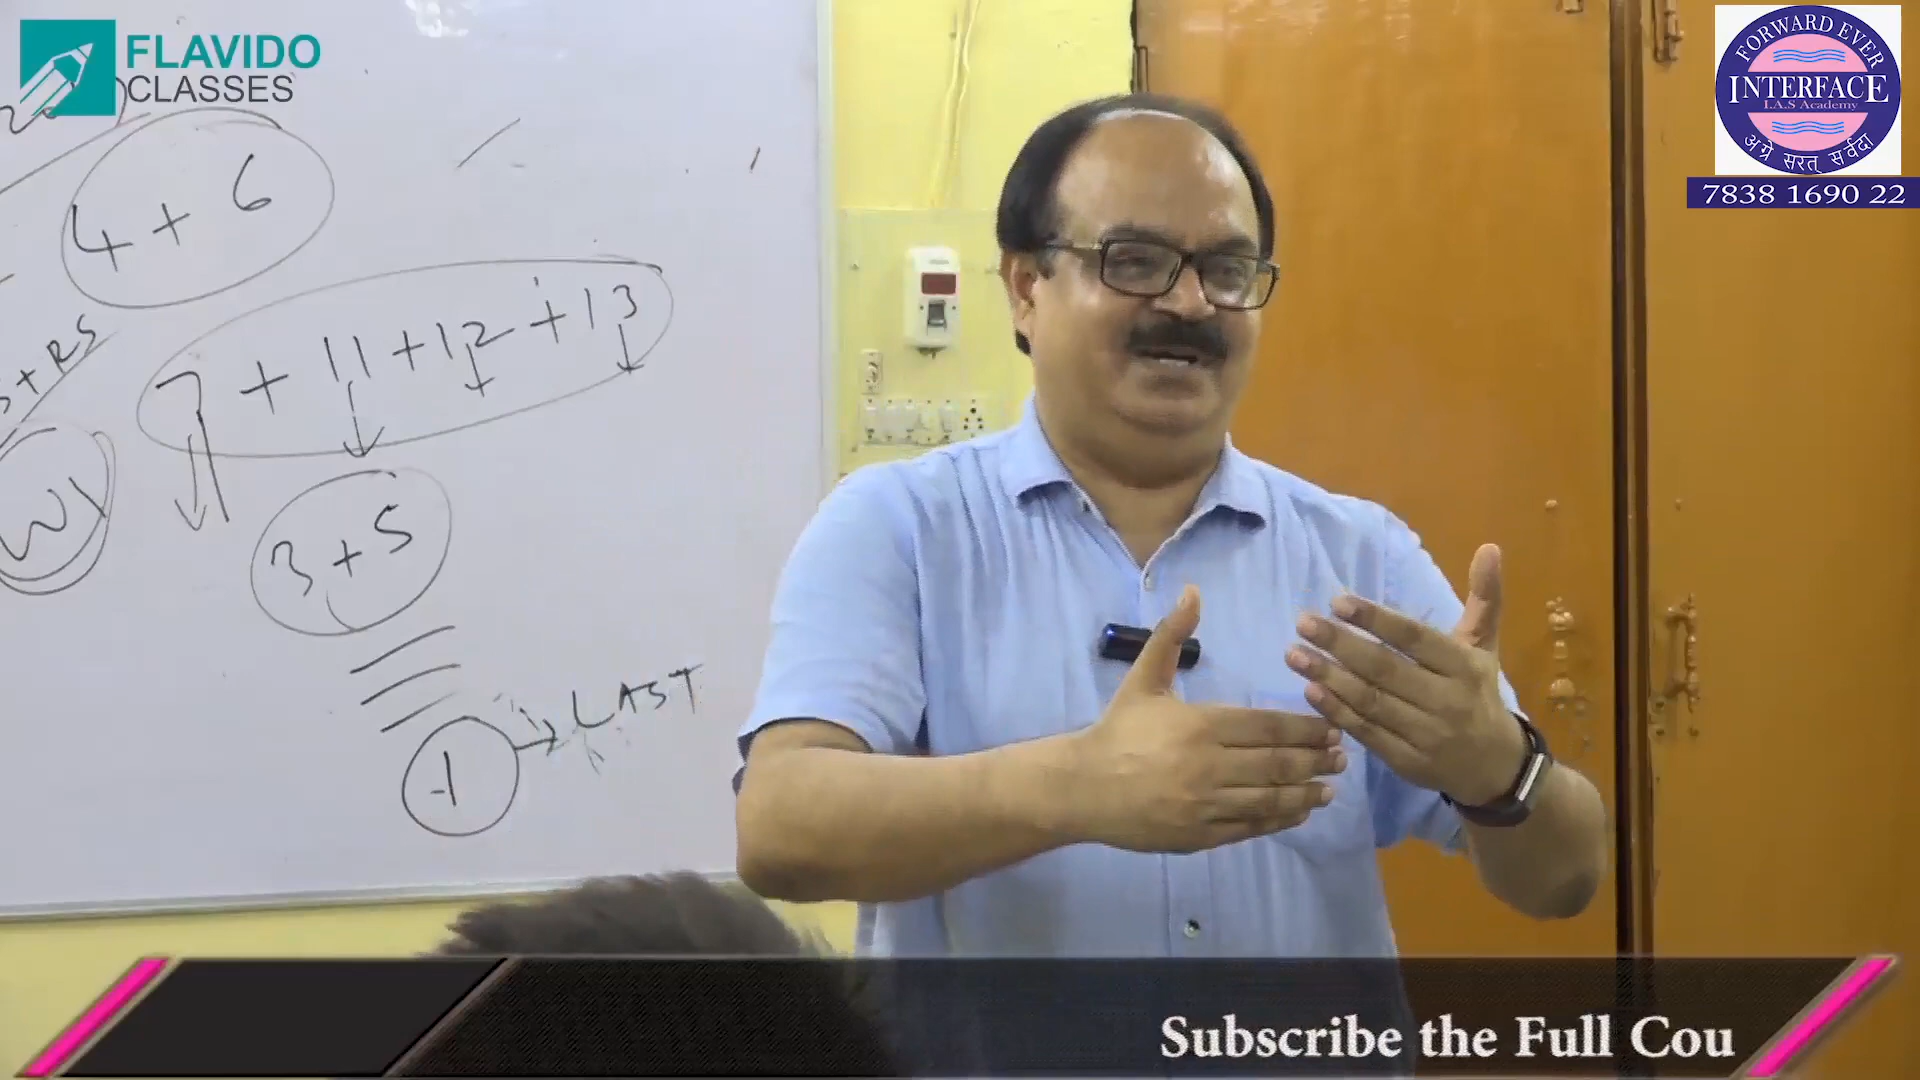 FLAVIDO
CLASSES
FORWARD EVER
INTERFACE
I.A.S Academy
अग्रे सरत् सर्वदा
7838 1690 22
4 + 6
7 + 11 + 12 + 13
+ RS
3 + 5
LAST
Subscribe the Full Cou